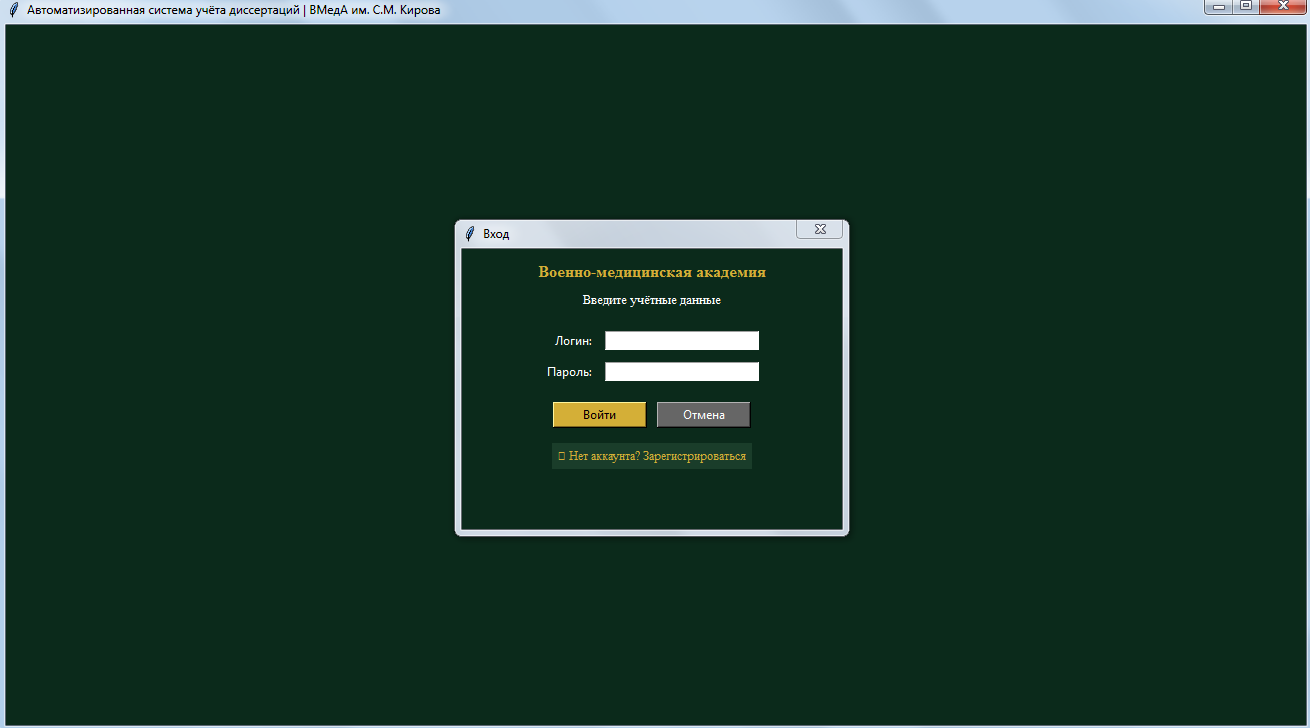 Автоматизированная система учёта диссертаций | ВМедА им. С.М. Кирова
Вход
Военно-медицинская академия
Введите учётные данные
Логин:
Пароль:
Войти Отмена
Нет аккаунта? Зарегистрироваться